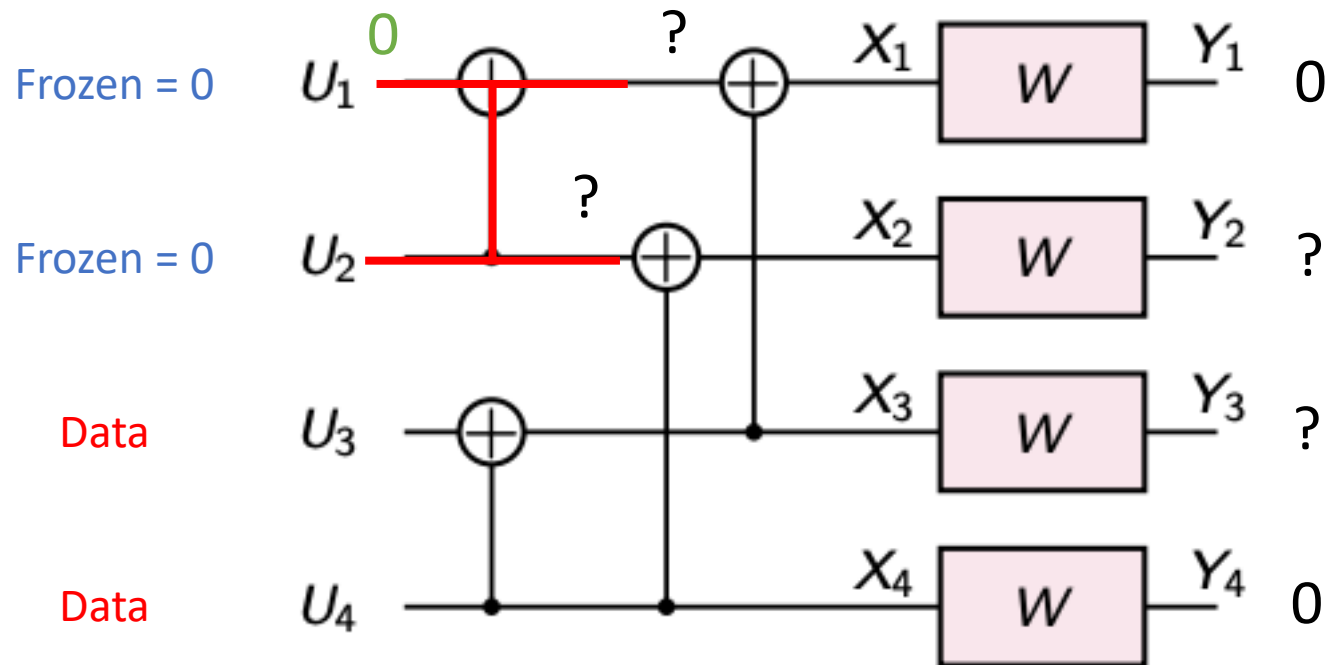 0 ?
Frozen = 0 U₁ X₁ W Y₁ 0
?
Frozen = 0 U₂ X₂ W Y₂ ?
Data U₃ X₃ W Y₃ ?
Data U₄ X₄ W Y₄ 0